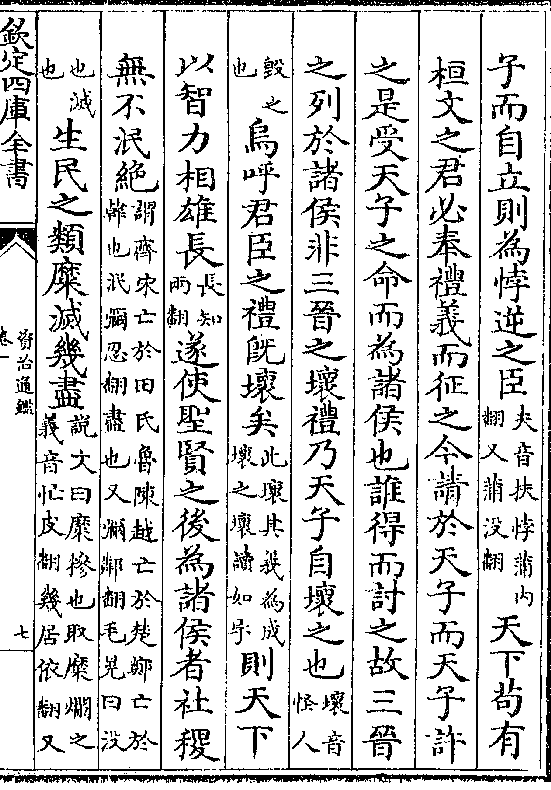 子而自立則為悖逆之臣夫音扶悖蒲内翻又蒲没翻天下茍有
桓文之君必奉禮義而征之今請於天子而天子許
之是受天子之命而為諸侯也誰得而討之故三晉
之列於諸侯非三晉之壞禮乃天子自壞之也壞音怪人
毁之也烏呼君臣之禮既壞矣此壞其義為成壞之壞讀如字則天下
以智力相雄長長知兩翻遂使聖賢之後為諸侯者社稷
無不泯絶謂齊宋亡於田氏魯陳越亡於楚鄭亡於韓也泯彌忍翻盡也又彌鄰翻毛晃曰没
也滅也生民之類糜滅幾盡説文曰糜糝也取糜爛之義音忙皮翻幾居依翻又
欽定四庫全書
資治通鑑
卷一
七